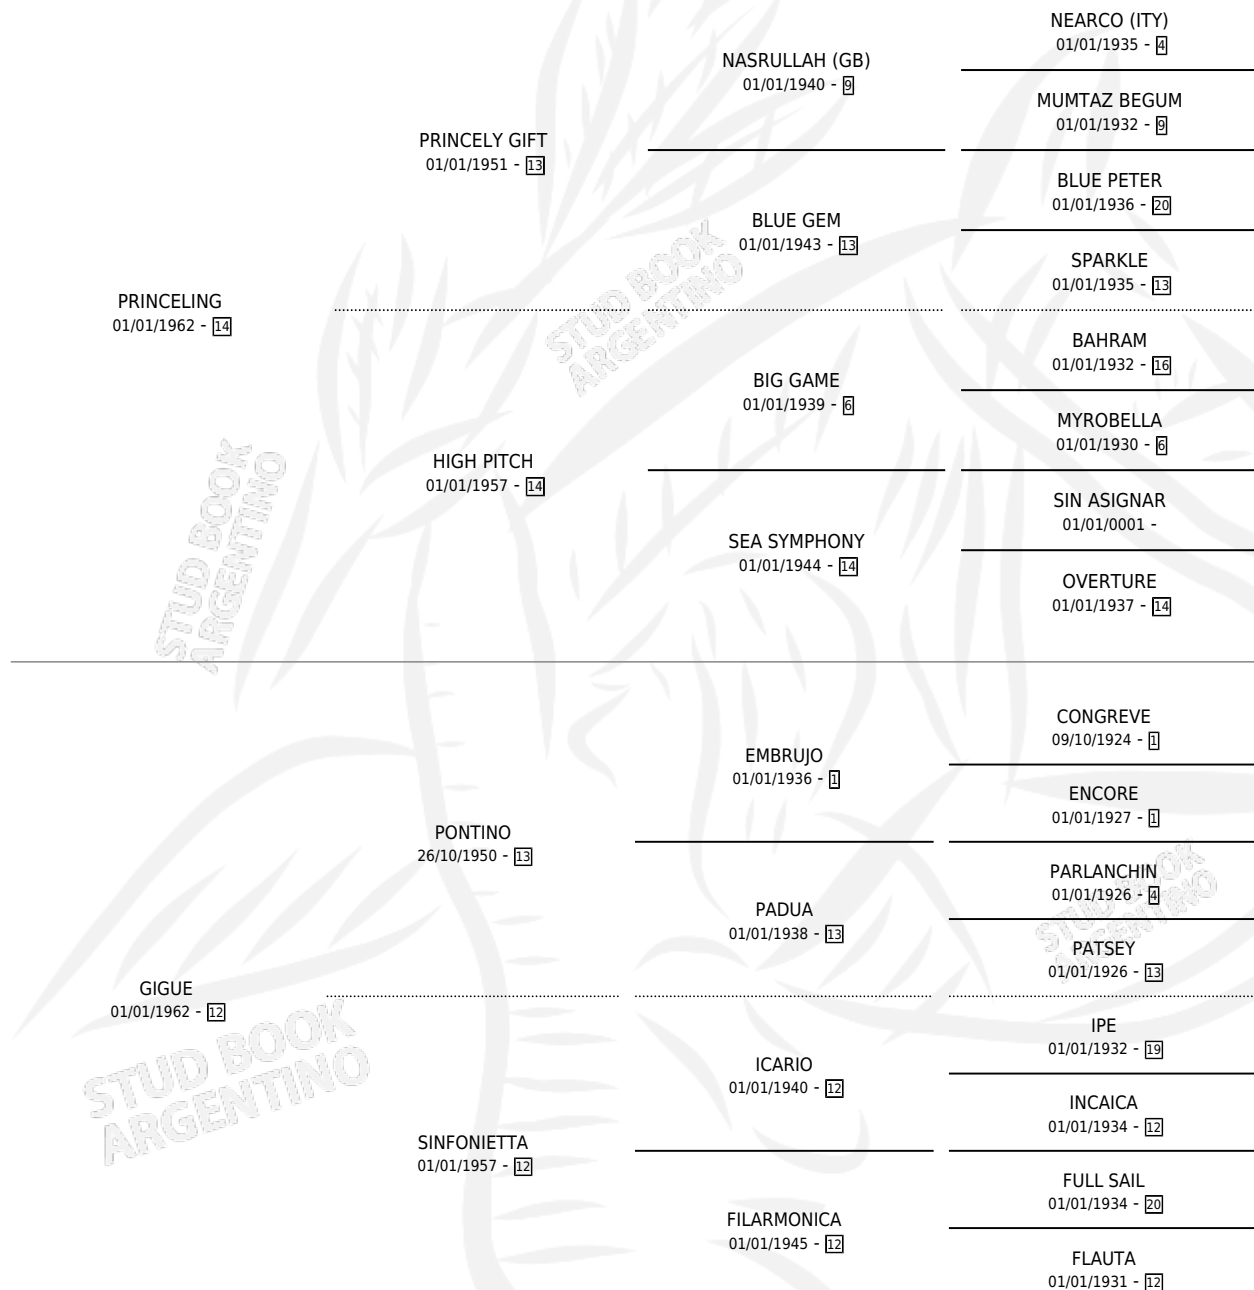 NEARCO (ITY)
01/01/1935 - 4
NASRULLAH (GB)
01/01/1940 - 9
MUMTAZ BEGUM
01/01/1932 - 9
PRINCELY GIFT
01/01/1951 - 13
BLUE PETER
01/01/1936 - 20
BLUE GEM
01/01/1943 - 13
SPARKLE
01/01/1935 - 13
PRINCELING
01/01/1962 - 14
BAHRAM
01/01/1932 - 16
BIG GAME
01/01/1939 - 6
MYROBELLA
01/01/1930 - 6
HIGH PITCH
01/01/1957 - 14
SIN ASIGNAR
01/01/0001 -
SEA SYMPHONY
01/01/1944 - 14
OVERTURE
01/01/1937 - 14
CONGREVE
09/10/1924 - 1
EMBRUJO
01/01/1936 - 1
ENCORE
01/01/1927 - 1
PONTINO
26/10/1950 - 13
PARLANCHIN
01/01/1926 - 4
PADUA
01/01/1938 - 13
PATSEY
01/01/1926 - 13
GIGUE
01/01/1962 - 12
IPE
01/01/1932 - 19
ICARIO
01/01/1940 - 12
INCAICA
01/01/1934 - 12
SINFONIETTA
01/01/1957 - 12
FULL SAIL
01/01/1934 - 20
FILARMONICA
01/01/1945 - 12
FLAUTA
01/01/1931 - 12
STUD BOOK
ARGENTINO
STUD BOOK
ARGENTINO
STUD BOOK
ARGENTINO
STUD BOOK
ARGENTINO